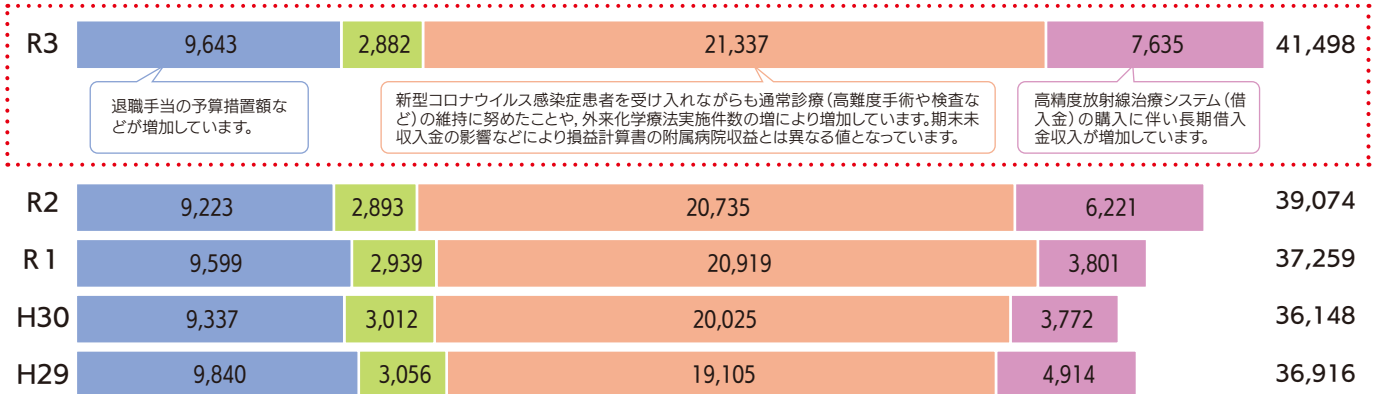 R3 9,643 2,882 21,337 7,635 41,498
退職手当の予算措置額な
どが増加しています。
新型コロナウイルス感染症患者を受け入れながらも通常診療（高難度手術や検査な
ど）の維持に努めたことや，外来化学療法実施件数の増により増加しています。期末未
収入金の影響などにより損益計算書の附属病院収益とは異なる値となっています。
高精度放射線治療システム（借
入金）の購入に伴い長期借入
金収入が増加しています。
R2 9,223 2,893 20,735 6,221 39,074
R1 9,599 2,939 20,919 3,801 37,259
H30 9,337 3,012 20,025 3,772 36,148
H29 9,840 3,056 19,105 4,914 36,916